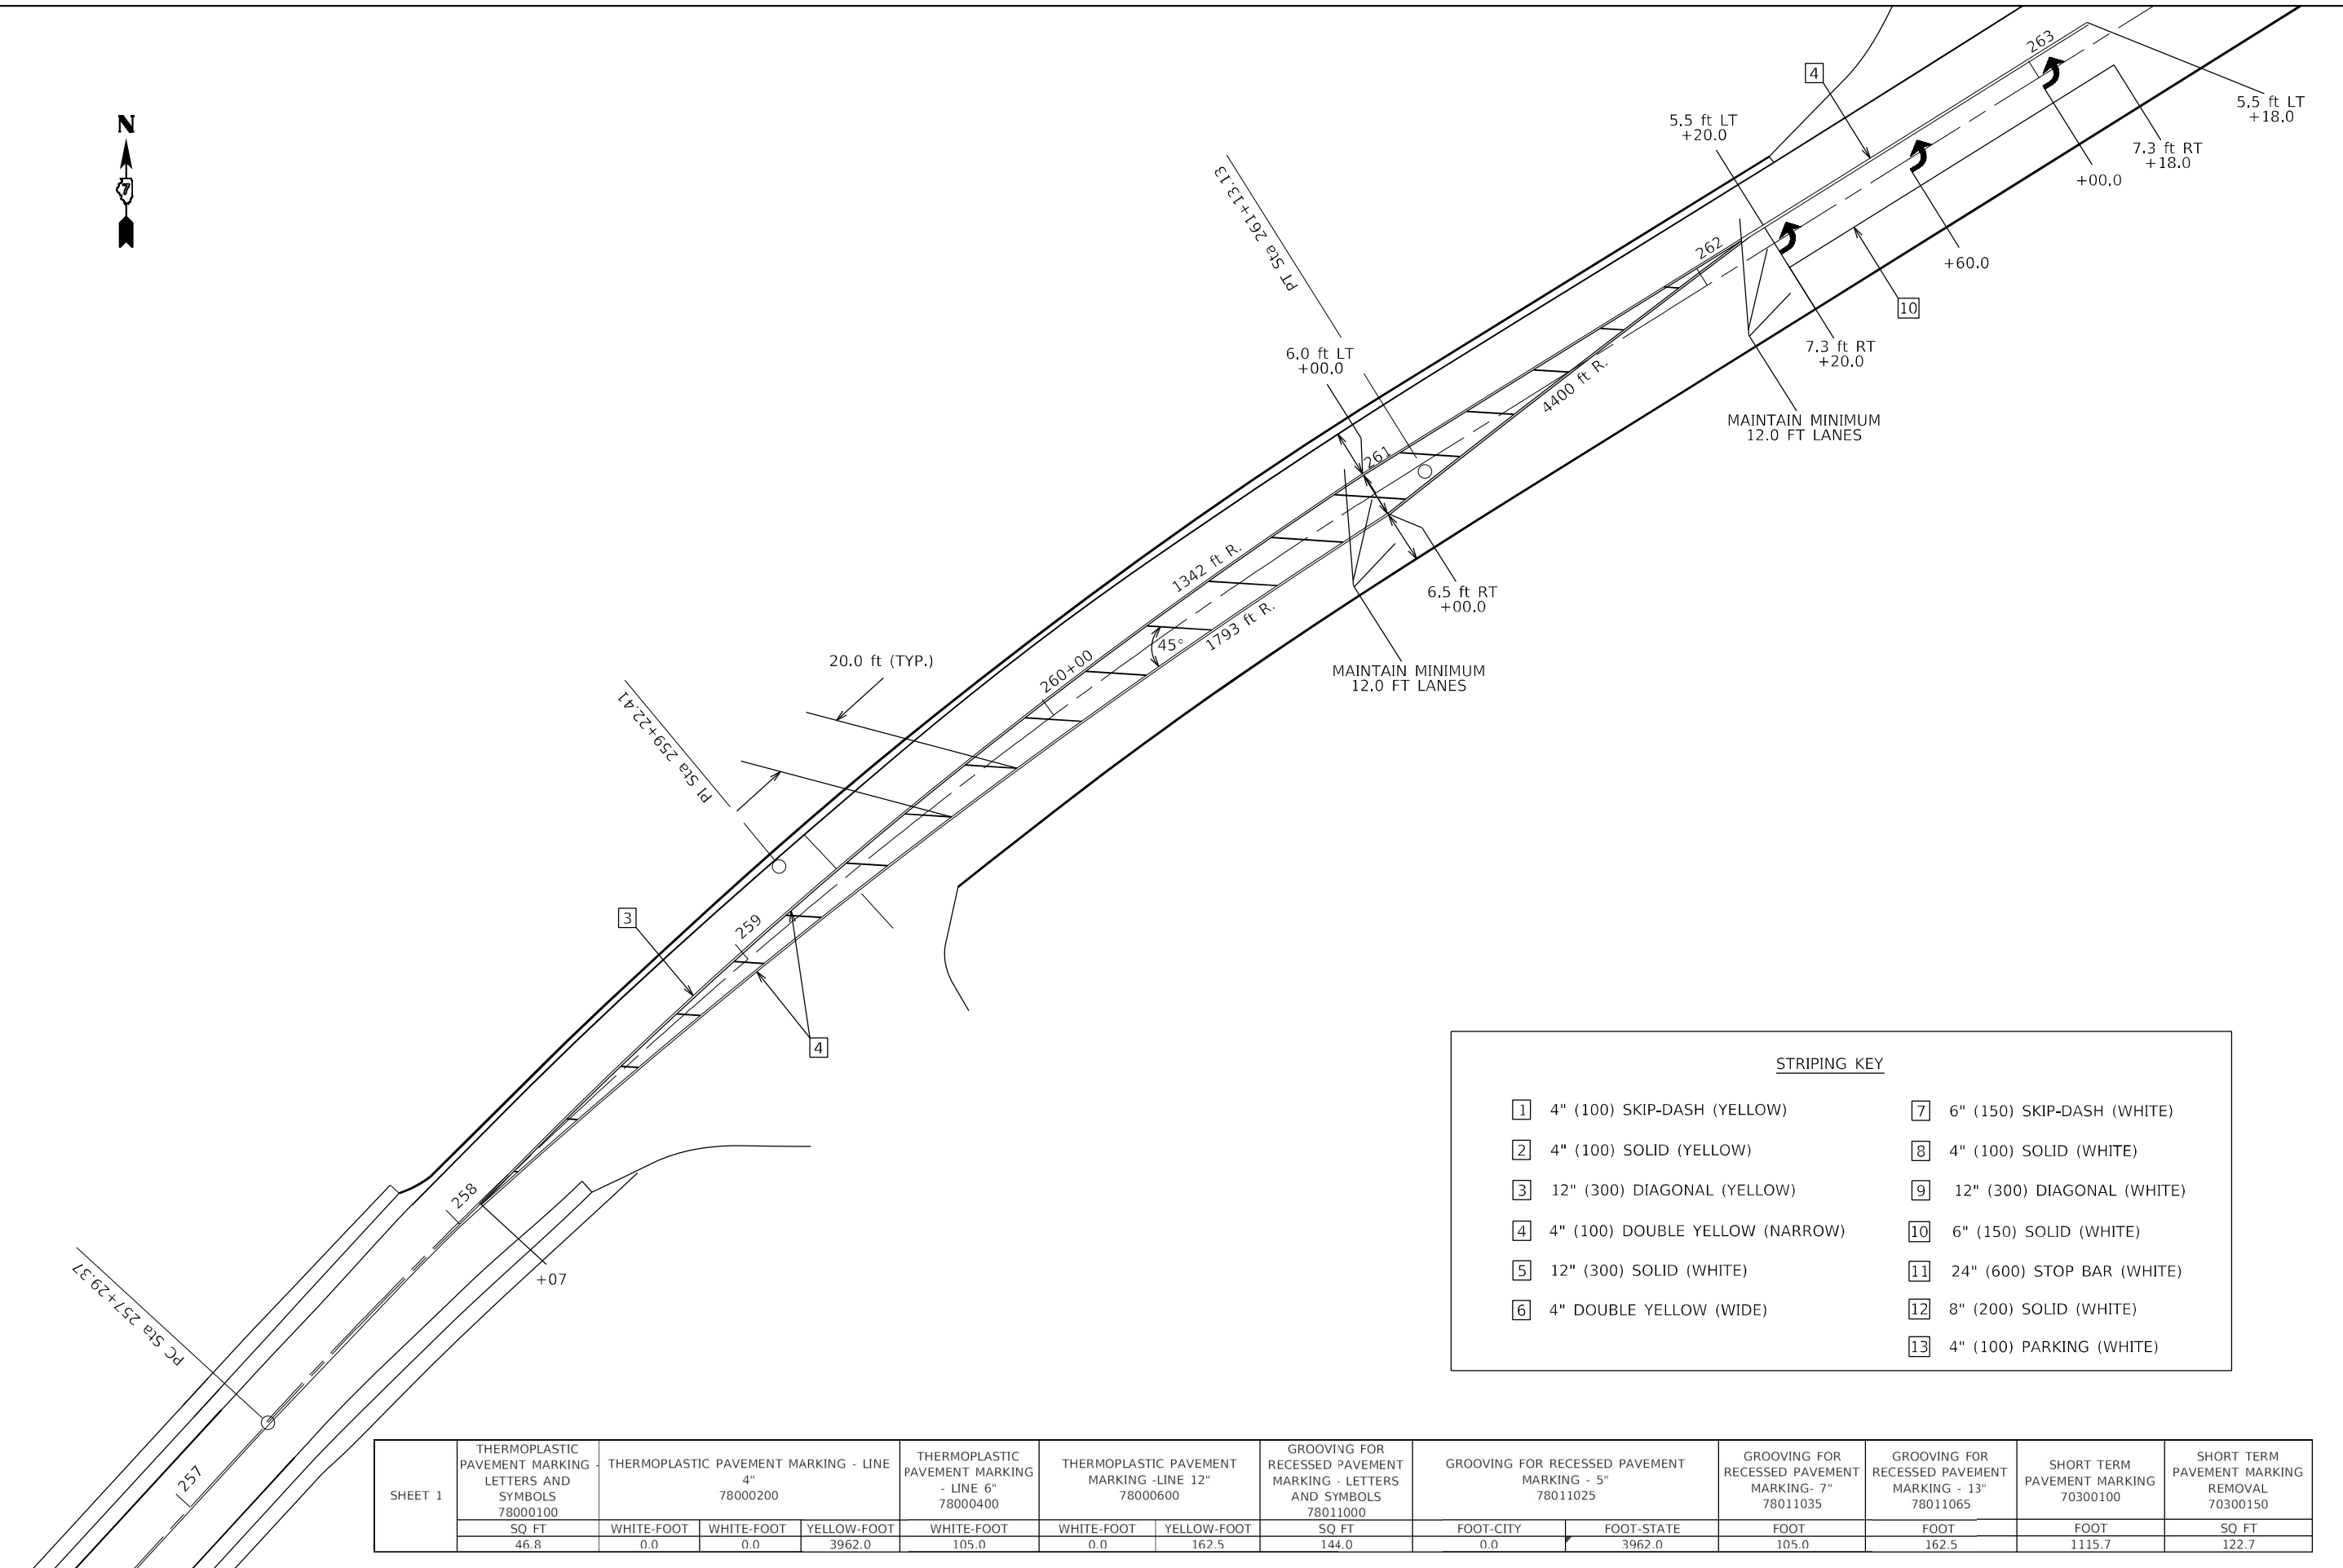 N
7
4
263
5.5 ft LT
+18.0
5.5 ft LT
+20.0
7.3 ft RT
+18.0
+00.0
262
+60.0
10
PT Sta 261+13.13
7.3 ft RT
+20.0
6.0 ft LT
+00.0
4400 ft R.
MAINTAIN MINIMUM
12.0 FT LANES
261
1342 ft R.
6.5 ft RT
+00.0
1793 ft R.
45°
MAINTAIN MINIMUM
12.0 FT LANES
20.0 ft (TYP.)
260+00
PI Sta 259+22.41
3
259
4
258
+07
PC Sta 257+29.37
257
STRIPING KEY
1 4" (100) SKIP-DASH (YELLOW)
2 4" (100) SOLID (YELLOW)
3 12" (300) DIAGONAL (YELLOW)
4 4" (100) DOUBLE YELLOW (NARROW)
5 12" (300) SOLID (WHITE)
6 4" DOUBLE YELLOW (WIDE)
7 6" (150) SKIP-DASH (WHITE)
8 4" (100) SOLID (WHITE)
9 12" (300) DIAGONAL (WHITE)
10 6" (150) SOLID (WHITE)
11 24" (600) STOP BAR (WHITE)
12 8" (200) SOLID (WHITE)
13 4" (100) PARKING (WHITE)
SHEET 1
THERMOPLASTIC
PAVEMENT MARKING -
LETTERS AND
SYMBOLS
78000100
THERMOPLASTIC PAVEMENT MARKING - LINE
4"
78000200
THERMOPLASTIC
PAVEMENT MARKING
- LINE 6"
78000400
THERMOPLASTIC PAVEMENT
MARKING -LINE 12"
78000600
GROOVING FOR
RECESSED PAVEMENT
MARKING - LETTERS
AND SYMBOLS
78011000
GROOVING FOR RECESSED PAVEMENT
MARKING - 5"
78011025
GROOVING FOR
RECESSED PAVEMENT
MARKING- 7"
78011035
GROOVING FOR
RECESSED PAVEMENT
MARKING - 13"
78011065
SHORT TERM
PAVEMENT MARKING
70300100
SHORT TERM
PAVEMENT MARKING
REMOVAL
70300150
SQ FT WHITE-FOOT WHITE-FOOT YELLOW-FOOT WHITE-FOOT WHITE-FOOT YELLOW-FOOT SQ FT FOOT-CITY FOOT-STATE FOOT FOOT FOOT SQ FT
46.8 0.0 0.0 3962.0 105.0 0.0 162.5 144.0 0.0 3962.0 105.0 162.5 1115.7 122.7